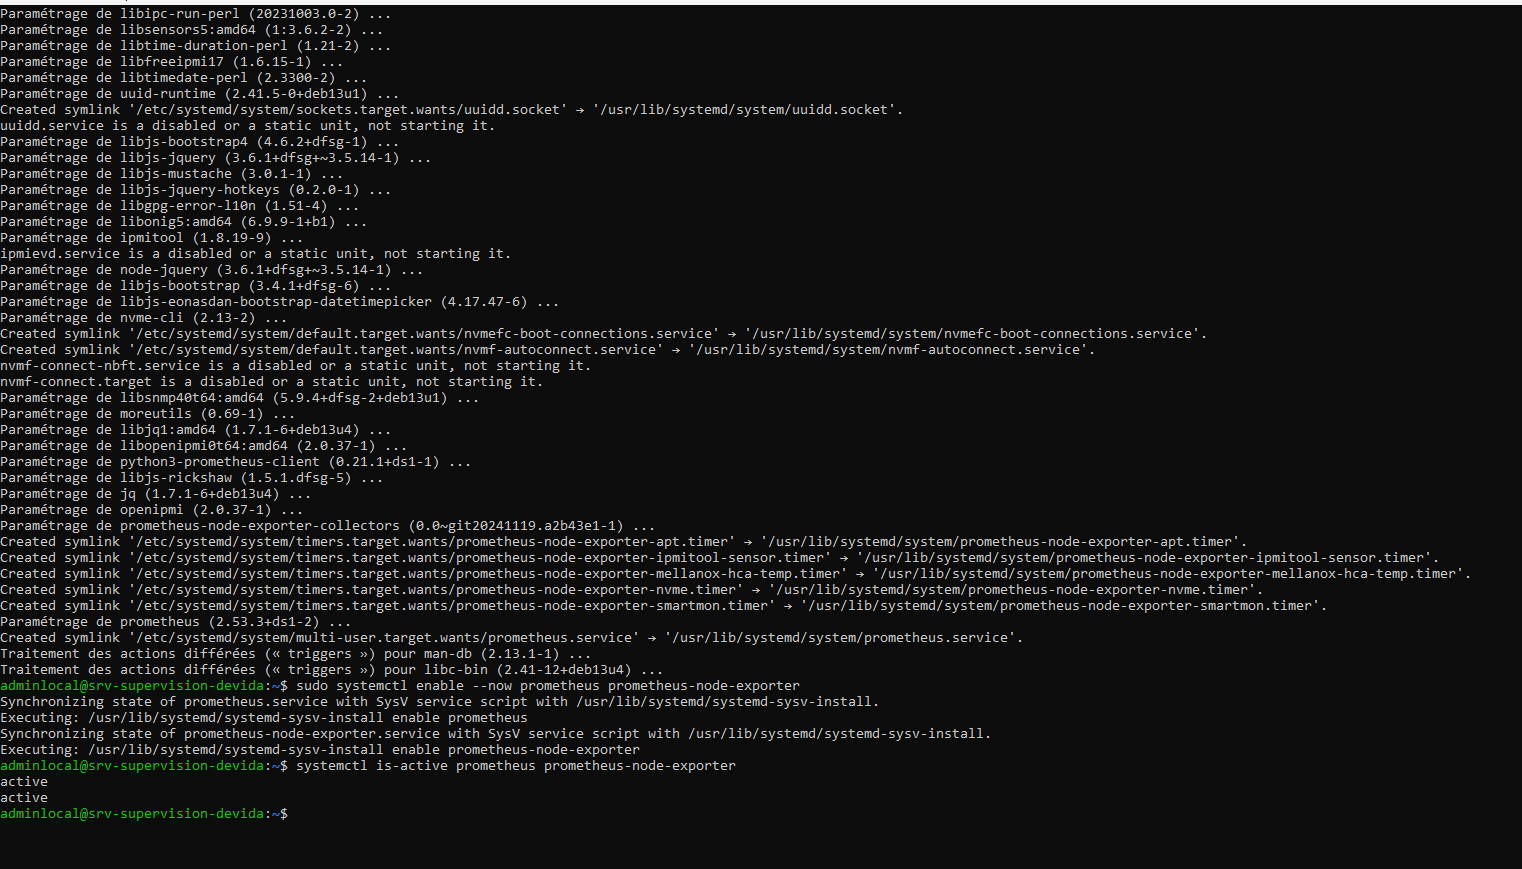 Paramétrage de libipc-run-perl (20231003.0-2) ...
Paramétrage de libsensors5:amd64 (1:3.6.2-2) ...
Paramétrage de libtime-duration-perl (1.21-2) ...
Paramétrage de libfreeipmi17 (1.6.15-1) ...
Paramétrage de libtimedate-perl (2.3300-2) ...
Paramétrage de uuid-runtime (2.41.5-0+deb13u1) ...
Created symlink '/etc/systemd/system/sockets.target.wants/uuidd.socket' → '/usr/lib/systemd/system/uuidd.socket'.
uuidd.service is a disabled or a static unit, not starting it.
Paramétrage de libjs-bootstrap4 (4.6.2+dfsg-1) ...
Paramétrage de libjs-jquery (3.6.1+dfsg+~3.5.14-1) ...
Paramétrage de libjs-mustache (3.0.1-1) ...
Paramétrage de libjs-jquery-hotkeys (0.2.0-1) ...
Paramétrage de libgpg-error-l10n (1.51-4) ...
Paramétrage de libonig5:amd64 (6.9.9-1+b1) ...
Paramétrage de ipmitool (1.8.19-9) ...
ipmievd.service is a disabled or a static unit, not starting it.
Paramétrage de node-jquery (3.6.1+dfsg+~3.5.14-1) ...
Paramétrage de libjs-bootstrap (3.4.1+dfsg-6) ...
Paramétrage de libjs-eonasdan-bootstrap-datetimepicker (4.17.47-6) ...
Paramétrage de nvme-cli (2.13-2) ...
Created symlink '/etc/systemd/system/default.target.wants/nvmefc-boot-connections.service' → '/usr/lib/systemd/system/nvmefc-boot-connections.service'.
Created symlink '/etc/systemd/system/default.target.wants/nvmf-autoconnect.service' → '/usr/lib/systemd/system/nvmf-autoconnect.service'.
nvmf-connect-nbft.service is a disabled or a static unit, not starting it.
nvmf-connect.target is a disabled or a static unit, not starting it.
Paramétrage de libsnmp40t64:amd64 (5.9.4+dfsg-2+deb13u1) ...
Paramétrage de moreutils (0.69-1) ...
Paramétrage de libjq1:amd64 (1.7.1-6+deb13u4) ...
Paramétrage de libopenipmi0t64:amd64 (2.0.37-1) ...
Paramétrage de python3-prometheus-client (0.21.1+ds1-1) ...
Paramétrage de libjs-rickshaw (1.5.1.dfsg-5) ...
Paramétrage de jq (1.7.1-6+deb13u4) ...
Paramétrage de openipmi (2.0.37-1) ...
Paramétrage de prometheus-node-exporter-collectors (0.0~git20241119.a2b43e1-1) ...
Created symlink '/etc/systemd/system/timers.target.wants/prometheus-node-exporter-apt.timer' → '/usr/lib/systemd/system/prometheus-node-exporter-apt.timer'.
Created symlink '/etc/systemd/system/timers.target.wants/prometheus-node-exporter-ipmitool-sensor.timer' → '/usr/lib/systemd/system/prometheus-node-exporter-ipmitool-sensor.timer'.
Created symlink '/etc/systemd/system/timers.target.wants/prometheus-node-exporter-mellanox-hca-temp.timer' → '/usr/lib/systemd/system/prometheus-node-exporter-mellanox-hca-temp.timer'.
Created symlink '/etc/systemd/system/timers.target.wants/prometheus-node-exporter-nvme.timer' → '/usr/lib/systemd/system/prometheus-node-exporter-nvme.timer'.
Created symlink '/etc/systemd/system/timers.target.wants/prometheus-node-exporter-smartmon.timer' → '/usr/lib/systemd/system/prometheus-node-exporter-smartmon.timer'.
Paramétrage de prometheus (2.53.3+ds1-2) ...
Created symlink '/etc/systemd/system/multi-user.target.wants/prometheus.service' → '/usr/lib/systemd/system/prometheus.service'.
Traitement des actions différées (« triggers ») pour man-db (2.13.1-1) ...
Traitement des actions différées (« triggers ») pour libc-bin (2.41-12+deb13u4) ...
adminlocal@srv-supervision-devida:~$ sudo systemctl enable --now prometheus prometheus-node-exporter
Synchronizing state of prometheus.service with SysV service script with /usr/lib/systemd/systemd-sysv-install.
Executing: /usr/lib/systemd/systemd-sysv-install enable prometheus
Synchronizing state of prometheus-node-exporter.service with SysV service script with /usr/lib/systemd/systemd-sysv-install.
Executing: /usr/lib/systemd/systemd-sysv-install enable prometheus-node-exporter
adminlocal@srv-supervision-devida:~$ systemctl is-active prometheus prometheus-node-exporter
active
active
adminlocal@srv-supervision-devida:~$